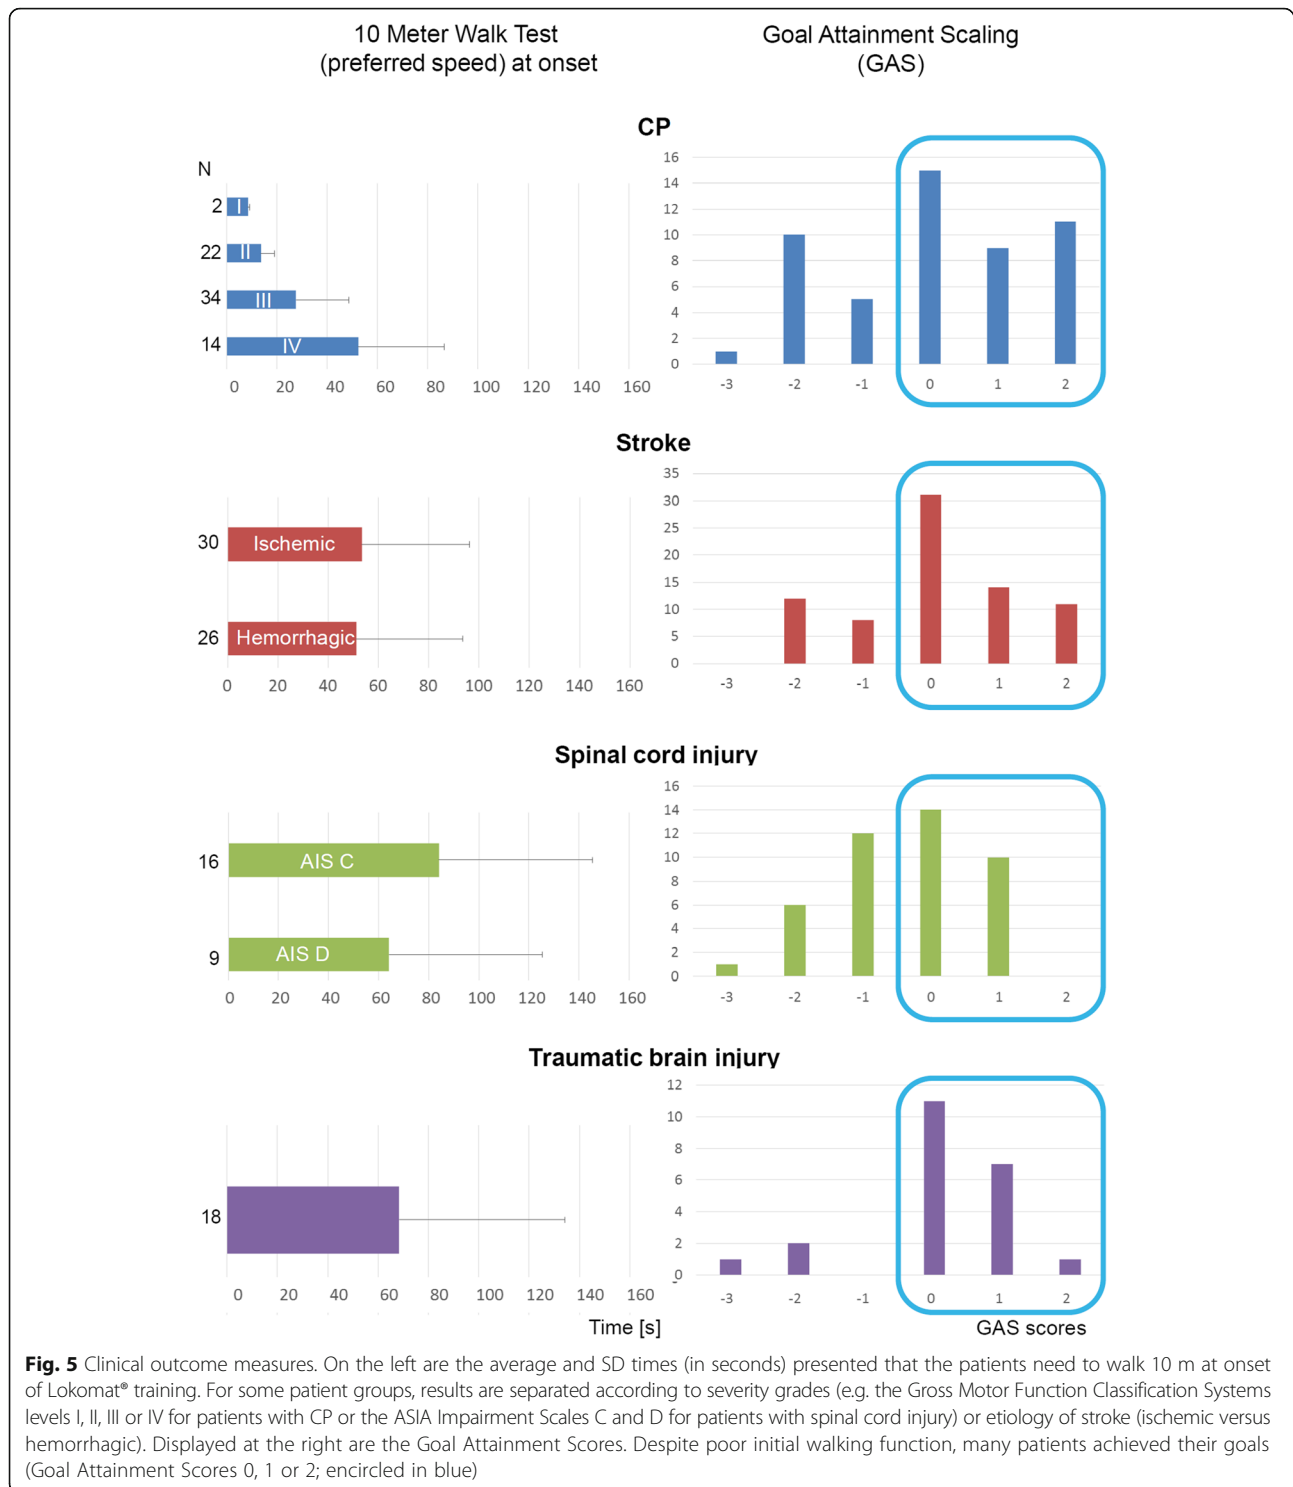 10 Meter Walk Test
(preferred speed) at onset
Goal Attainment Scaling
(GAS)
CP
N
2
I
22
II
34
III
14
IV
0 20 40 60 80 100 120 140 160
16
14
12
10
8
6
4
2
0
-3 -2 -1 0 1 2
Stroke
30
Ischemic
26
Hemorrhagic
0 20 40 60 80 100 120 140 160
35
30
25
20
15
10
5
0
-3 -2 -1 0 1 2
Spinal cord injury
16
AIS C
9
AIS D
0 20 40 60 80 100 120 140 160
16
14
12
10
8
6
4
2
0
-3 -2 -1 0 1 2
Traumatic brain injury
18
0 20 40 60 80 100 120 140
Time [s]
12
10
8
6
4
2
0
-
-3 -2 -1 0 1 2
GAS scores
Fig. 5 Clinical outcome measures. On the left are the average and SD times (in seconds) presented that the patients need to walk 10 m at onset
of Lokomat® training. For some patient groups, results are separated according to severity grades (e.g. the Gross Motor Function Classification Systems
levels I, II, III or IV for patients with CP or the ASIA Impairment Scales C and D for patients with spinal cord injury) or etiology of stroke (ischemic versus
hemorrhagic). Displayed at the right are the Goal Attainment Scores. Despite poor initial walking function, many patients achieved their goals
(Goal Attainment Scores 0, 1 or 2; encircled in blue)